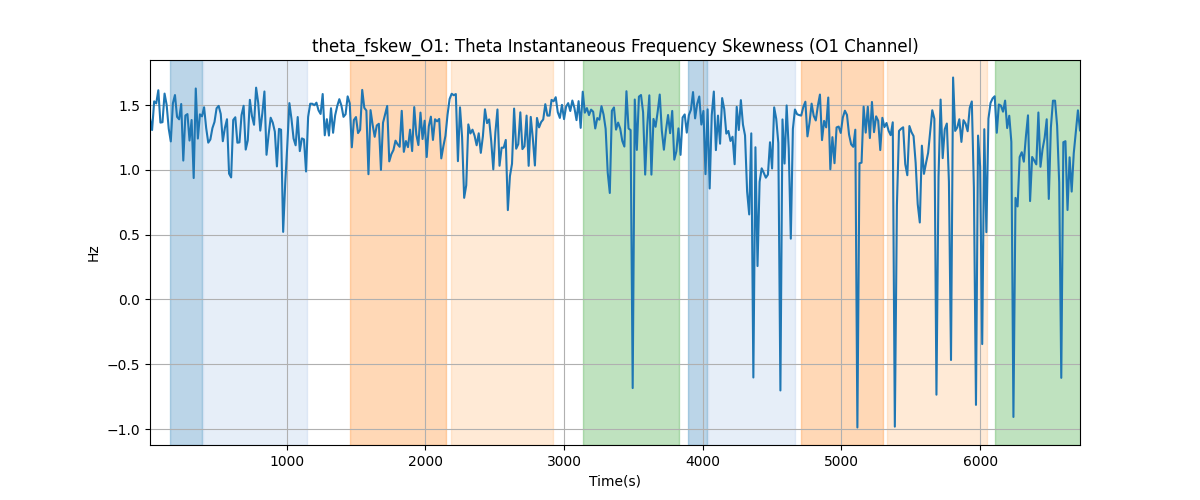 theta_fskew_O1: Theta Instantaneous Frequency Skewness (O1 Channel)
1.5
1.0
0.5
0.0
−0.5
−1.0
Hz
1000 2000 3000 4000 5000 6000
Time(s)